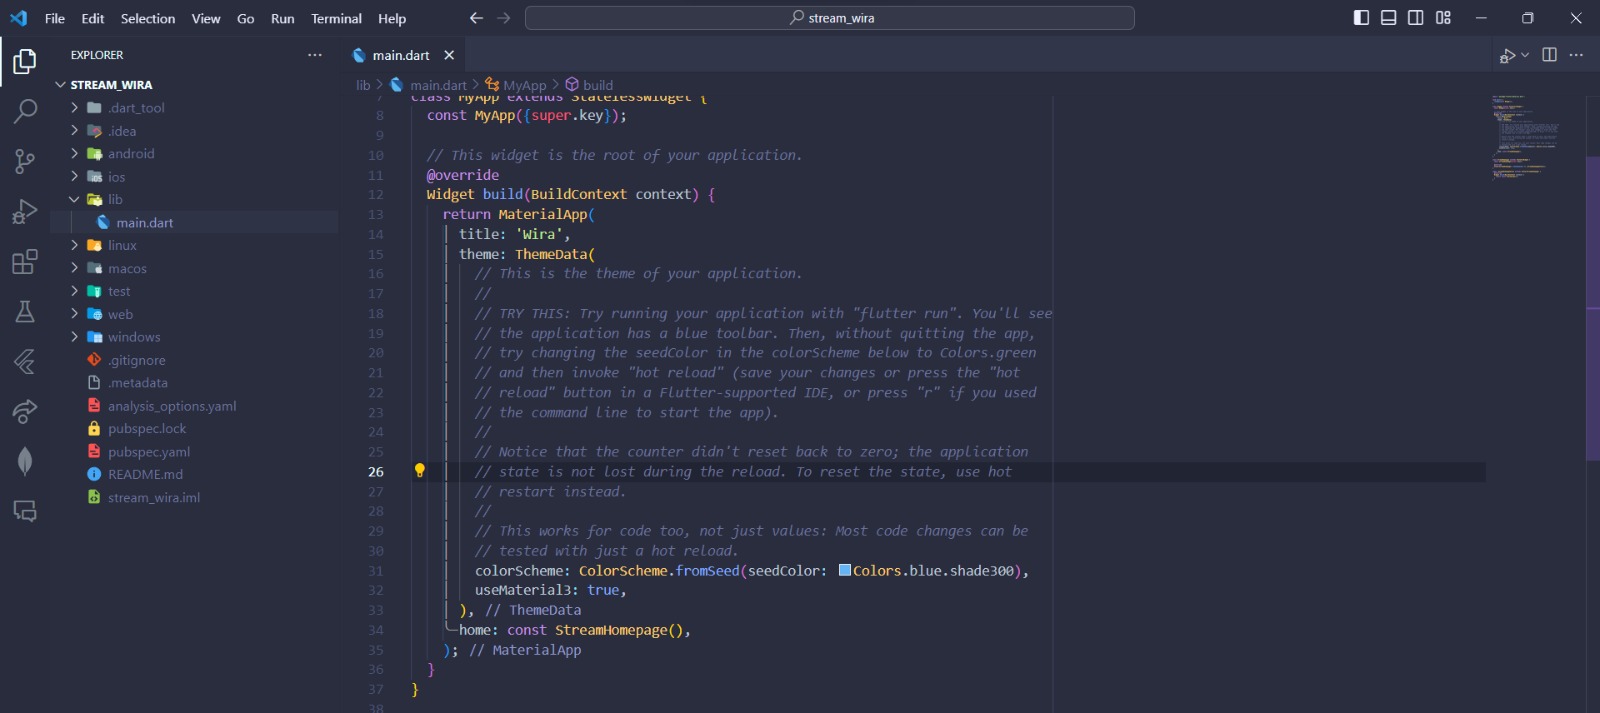 File Edit Selection View Go Run Terminal Help
stream_wira
EXPLORER
STREAM_WIRA
.dart_tool
.idea
android
ios
lib
main.dart
linux
macos
test
web
windows
.gitignore
.metadata
analysis_options.yaml
pubspec.lock
pubspec.yaml
README.md
stream_wira.iml
main.dart
lib > main.dart > MyApp > build
7 class MyApp extends StatelessWidget {
8 const MyApp({super.key});
9
10 // This widget is the root of your application.
11 @override
12 Widget build(BuildContext context) {
13 return MaterialApp(
14 title: 'Wira',
15 theme: ThemeData(
16 // This is the theme of your application.
17 //
18 // TRY THIS: Try running your application with "flutter run". You'll see
19 // the application has a blue toolbar. Then, without quitting the app,
20 // try changing the seedColor in the colorScheme below to Colors.green
21 // and then invoke "hot reload" (save your changes or press the "hot
22 // reload" button in a Flutter-supported IDE, or press "r" if you used
23 // the command line to start the app).
24 //
25 // Notice that the counter didn't reset back to zero; the application
26 // state is not lost during the reload. To reset the state, use hot
27 // restart instead.
28 //
29 // This works for code too, not just values: Most code changes can be
30 // tested with just a hot reload.
31 colorScheme: ColorScheme.fromSeed(seedColor: Colors.blue.shade300),
32 useMaterial3: true,
33 ), // ThemeData
34 home: const StreamHomepage(),
35 ); // MaterialApp
36 }
37 }
38